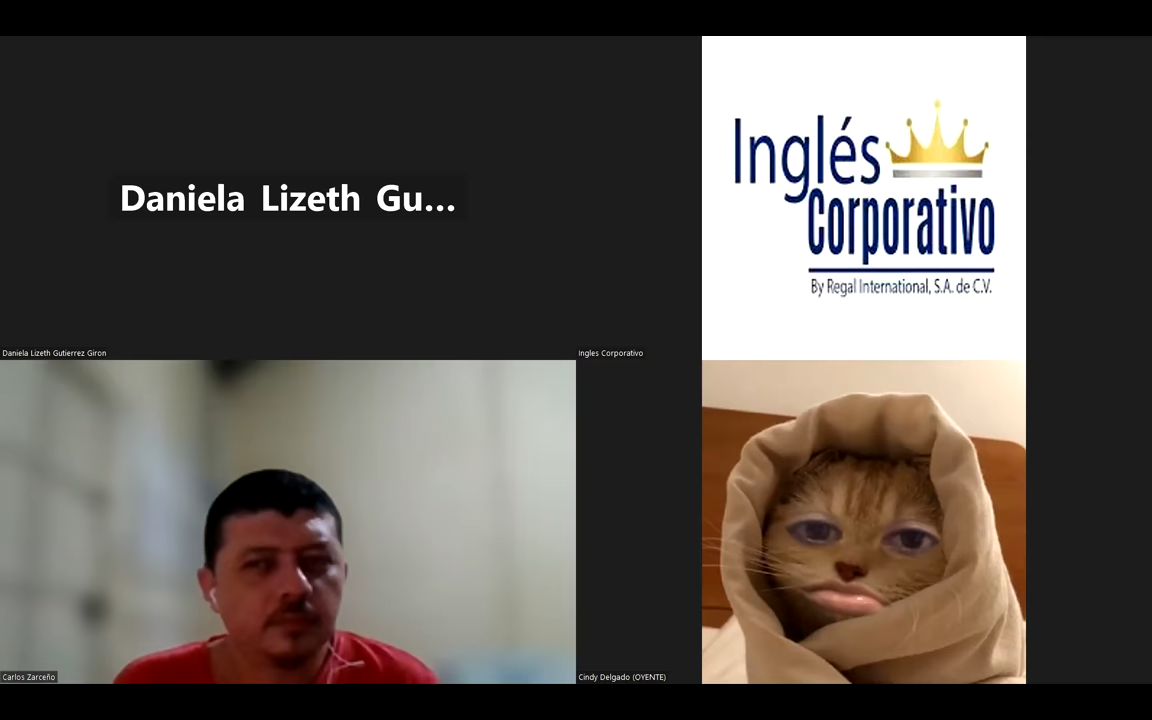 Daniela Lizeth Gu...
Inglés
Corporativo
By Regal International, S.A. de C.V.
Daniela Lizeth Gutierrez Giron
Ingles Corporativo
Carlos Zarceño
Cindy Delgado (OYENTE)